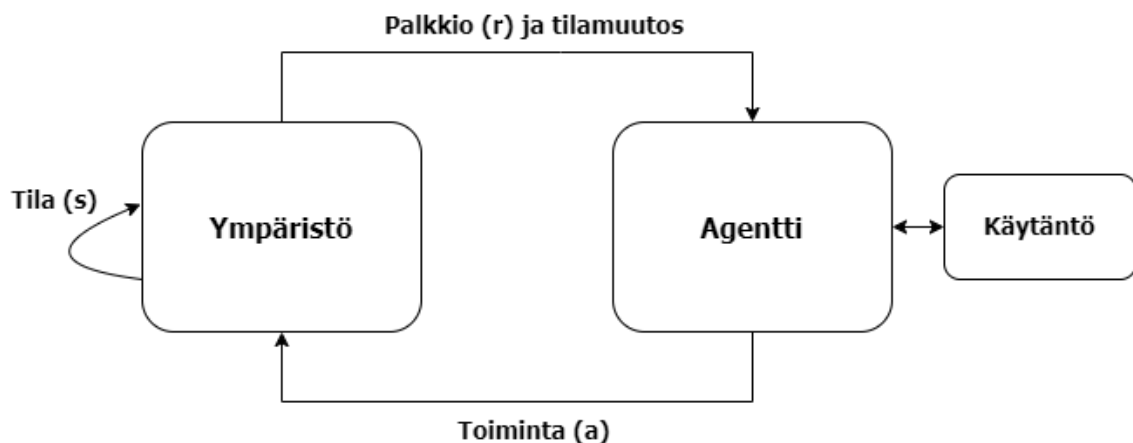 Palkkio (r) ja tilamuutos
Tila (s)
Ympäristö
Agentti
Käytäntö
Toiminta (a)